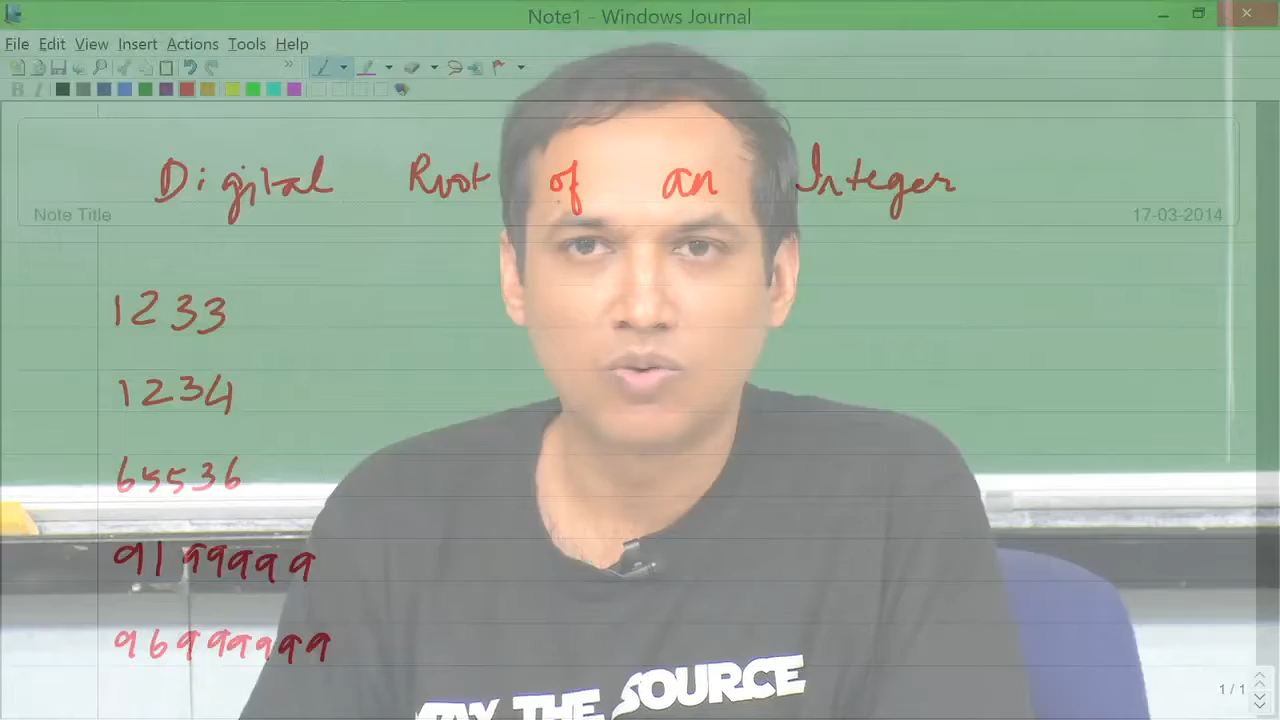 Note1 - Windows Journal
File Edit View Insert Actions Tools Help
Digital Root of an Integer
Note Title
17-03-2014
1233
1234
65536
9199999
96999999
THE SOURCE
1 / 1